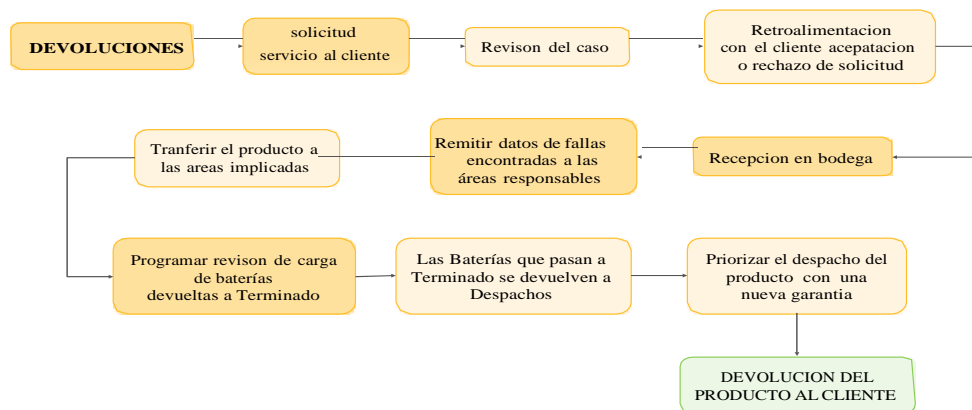 DEVOLUCIONES
solicitud
servicio al cliente
Revison del caso
Retroalimentacion
con el cliente acepatacion
o rechazo de solicitud
Recepcion en bodega
Remitir datos de fallas
encontradas a las
áreas responsables
Tranferir el producto a
las areas implicadas
Programar revison de carga
de baterías
devueltas a Terminado
Las Baterías que pasan a
Terminado se devuelven a
Despachos
Priorizar el despacho del
producto con una
nueva garantia
DEVOLUCION DEL
PRODUCTO AL CLIENTE